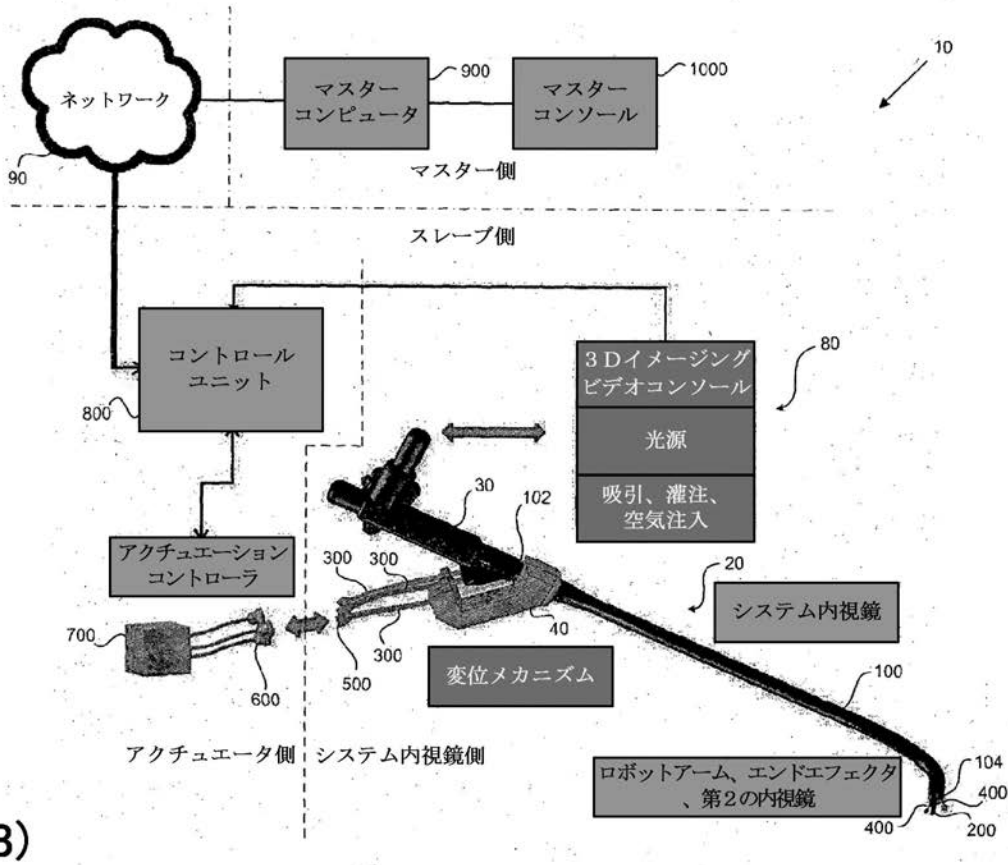 ネットワーク
90
マスター
コンピュータ
900
マスター
コンソール
1000
10
マスター側
スレーブ側
コントロール
ユニット
800
3Dイメージング
ビデオコンソール
光源
吸引、灌注、
空気注入
80
アクチュエーション
コントローラ
700
600
500
300
300
300
30
102
40
変位メカニズム
20
システム内視鏡
100
アクチュエータ側
システム内視鏡側
ロボットアーム、エンドエフェクタ
、第2の内視鏡
104
400
400
200
B)